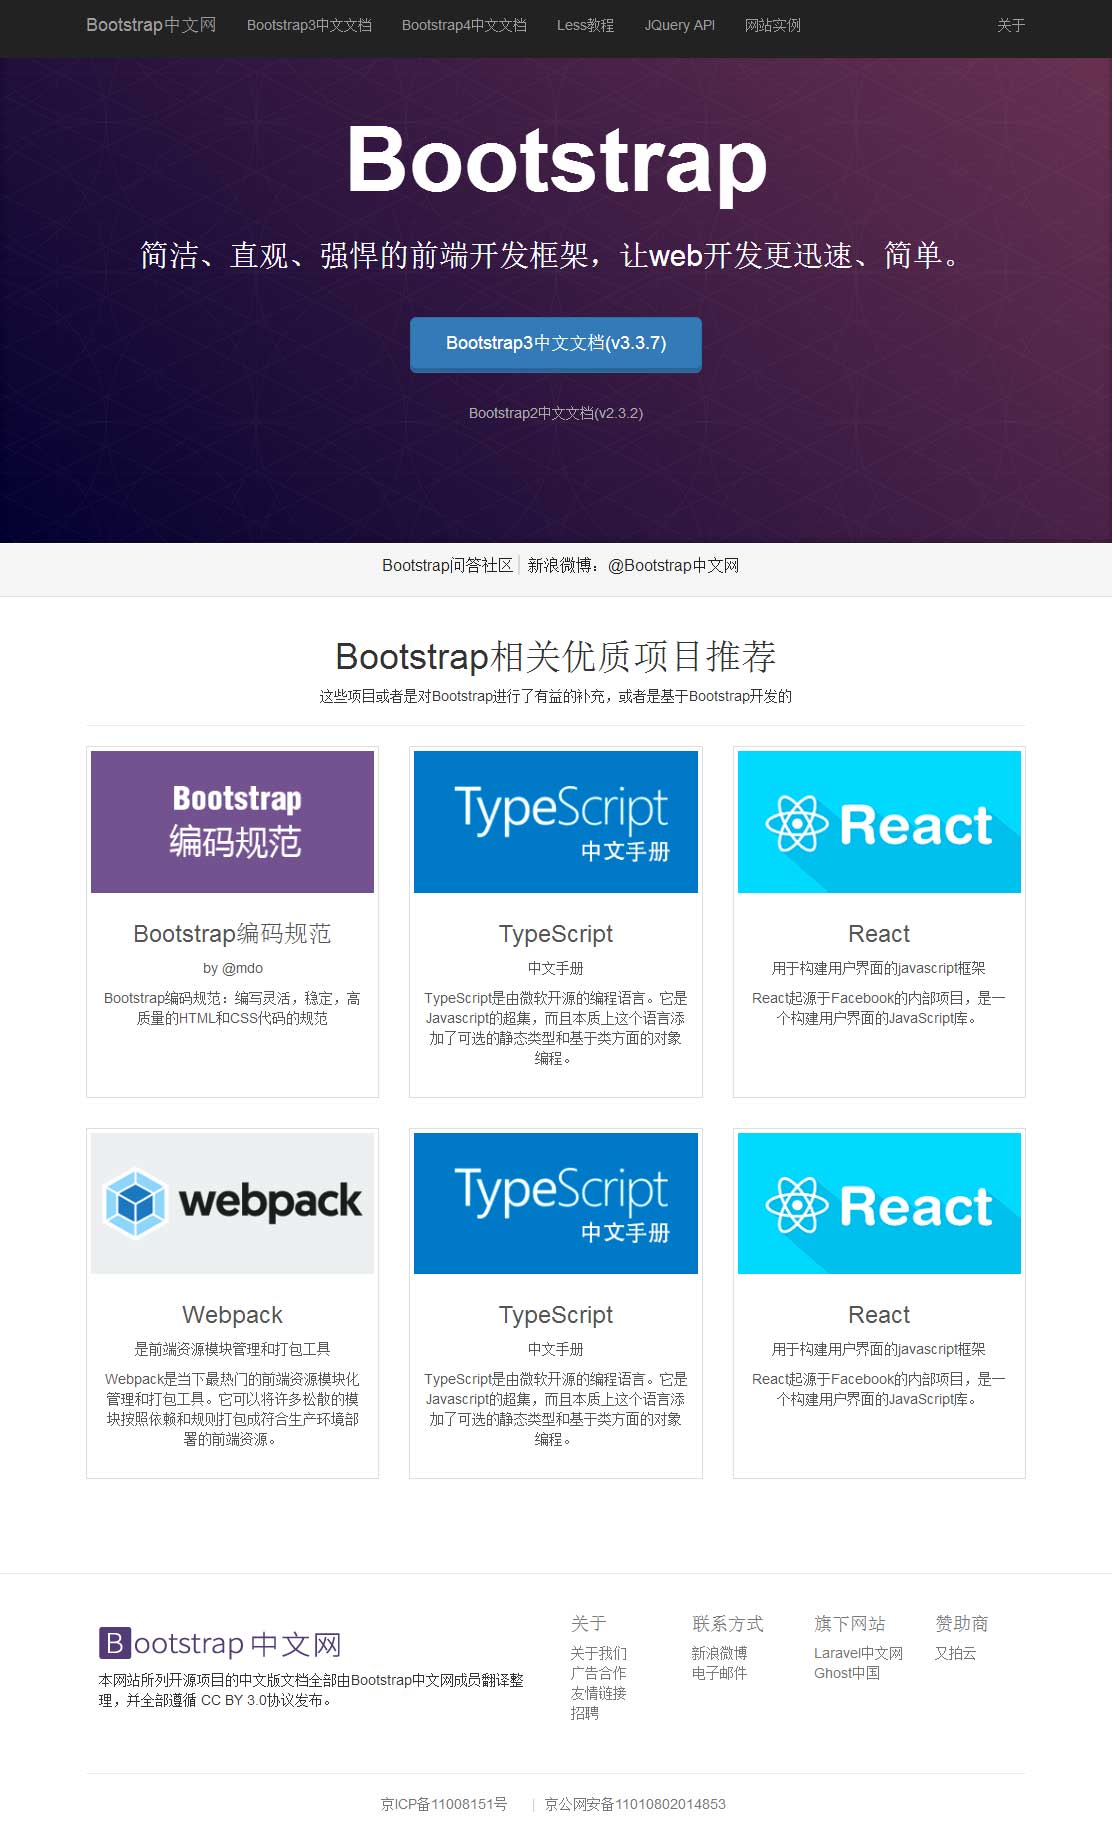 Bootstrap中文网 Bootstrap3中文文档 Bootstrap4中文文档 Less教程 JQuery API 网站实例 关于
Bootstrap
简洁、直观、强悍的前端开发框架，让web开发更迅速、简单。
Bootstrap3中文文档(v3.3.7)
Bootstrap2中文文档(v2.3.2)
Bootstrap问答社区 | 新浪微博：@Bootstrap中文网
Bootstrap相关优质项目推荐
这些项目或者是对Bootstrap进行了有益的补充，或者是基于Bootstrap开发的
Bootstrap
编码规范
Bootstrap编码规范
by @mdo
Bootstrap编码规范：编写灵活，稳定，高
质量的HTML和CSS代码的规范
TypeScript
中文手册
TypeScript
中文手册
TypeScript是由微软开源的编程语言。它是
Javascript的超集，而且本质上这个语言添
加了可选的静态类型和基于类方面的对象
编程。
React
React
用于构建用户界面的javascript框架
React起源于Facebook的内部项目，是一
个构建用户界面的JavaScript库。
webpack
Webpack
是前端资源模块管理和打包工具
Webpack是当下最热门的前端资源模块化
管理和打包工具。它可以将许多松散的模
块按照依赖和规则打包成符合生产环境部
署的前端资源。
TypeScript
中文手册
TypeScript
中文手册
TypeScript是由微软开源的编程语言。它是
Javascript的超集，而且本质上这个语言添
加了可选的静态类型和基于类方面的对象
编程。
React
React
用于构建用户界面的javascript框架
React起源于Facebook的内部项目，是一
个构建用户界面的JavaScript库。
Bootstrap 中文网
本网站所列开源项目的中文版文档全部由Bootstrap中文网成员翻译整
理，并全部遵循 CC BY 3.0协议发布。
关于
关于我们
广告合作
友情链接
招聘
联系方式
新浪微博
电子邮件
旗下网站
Laravel中文网
Ghost中国
赞助商
又拍云
京ICP备11008151号 | 京公网安备11010802014853